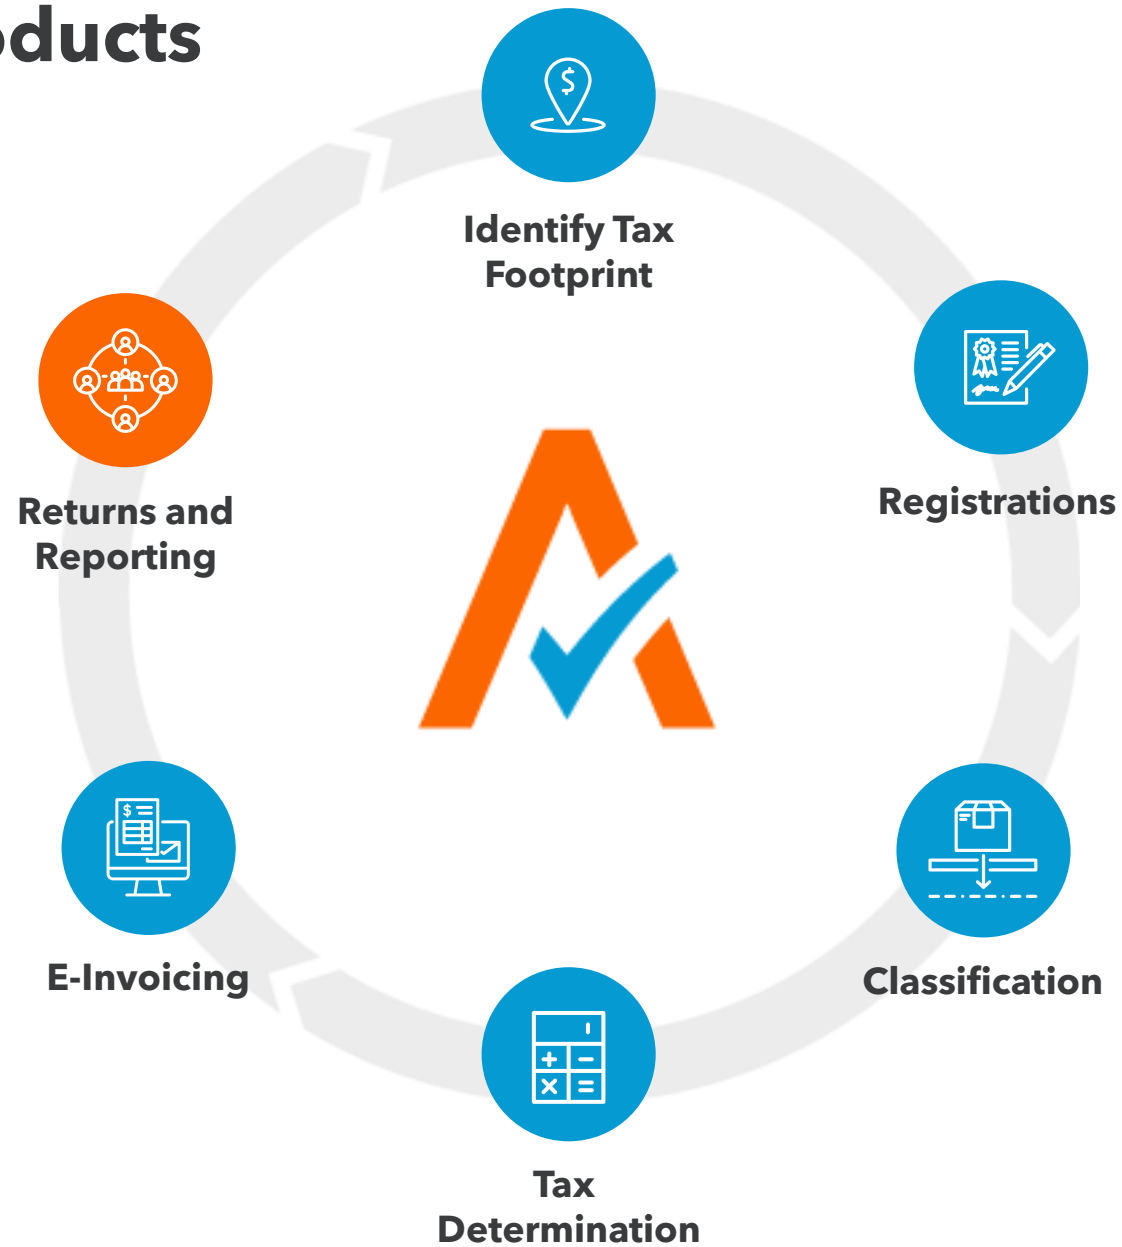 oducts
Identify Tax
Footprint
Registrations
Classification
Tax
Determination
E-Invoicing
Returns and
Reporting